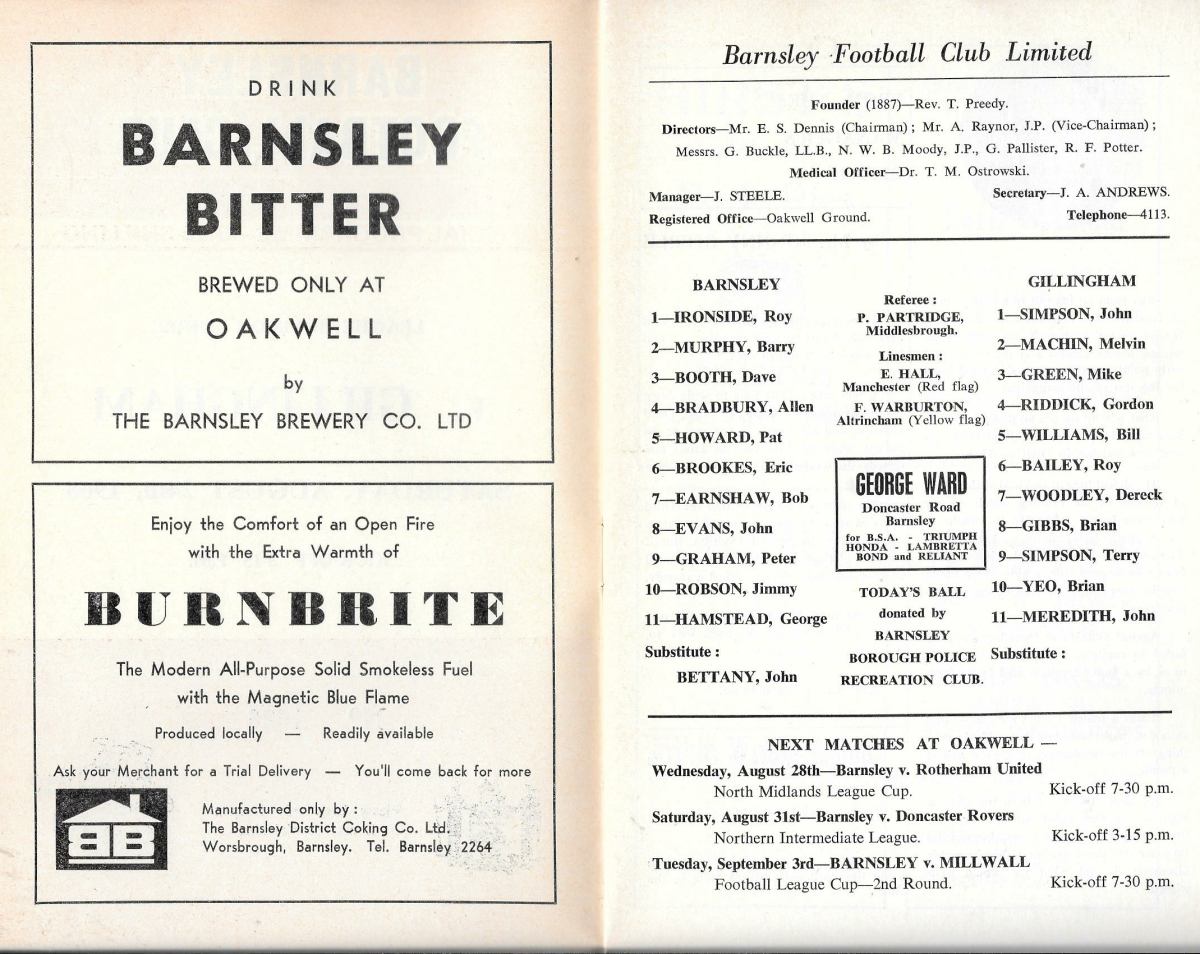 DRINK
BARNSLEY
BITTER
BREWED ONLY AT
OAKWELL
by
THE BARNSLEY BREWERY CO. LTD
Enjoy the Comfort of an Open Fire
with the Extra Warmth of
BURNBRITE
The Modern All-Purpose Solid Smokeless Fuel
with the Magnetic Blue Flame
Produced locally — Readily available
Ask your Merchant for a Trial Delivery — You'll come back for more
BB
Manufactured only by :
The Barnsley District Coking Co. Ltd.
Worsbrough, Barnsley. Tel. Barnsley 2264
Barnsley Football Club Limited
Founder (1887)—Rev. T. Preedy.
Directors—Mr. E. S. Dennis (Chairman) ; Mr. A. Raynor, J.P. (Vice-Chairman) ;
Messrs. G. Buckle, LL.B., N. W. B. Moody, J.P., G. Pallister, R. F. Potter.
Medical Officer—Dr. T. M. Ostrowski.
Manager—J. STEELE.
Secretary—J. A. ANDREWS.
Registered Office—Oakwell Ground.
Telephone—4113.
BARNSLEY
1—IRONSIDE, Roy
2—MURPHY, Barry
3—BOOTH, Dave
4—BRADBURY, Allen
5—HOWARD, Pat
6—BROOKES, Eric
7—EARNSHAW, Bob
8—EVANS, John
9—GRAHAM, Peter
10—ROBSON, Jimmy
11—HAMSTEAD, George
Substitute :
BETTANY, John
Referee :
P. PARTRIDGE,
Middlesbrough.
Linesmen :
E. HALL,
Manchester (Red flag)
F. WARBURTON,
Altrincham (Yellow flag)
GEORGE WARD
Doncaster Road
Barnsley
for B.S.A. - TRIUMPH
HONDA - LAMBRETTA
BOND and RELIANT
TODAY'S BALL
donated by
BARNSLEY
BOROUGH POLICE
RECREATION CLUB.
GILLINGHAM
1—SIMPSON, John
2—MACHIN, Melvin
3—GREEN, Mike
4—RIDDICK, Gordon
5—WILLIAMS, Bill
6—BAILEY, Roy
7—WOODLEY, Dereck
8—GIBBS, Brian
9—SIMPSON, Terry
10—YEO, Brian
11—MEREDITH, John
Substitute :
NEXT MATCHES AT OAKWELL —
Wednesday, August 28th—Barnsley v. Rotherham United
North Midlands League Cup. Kick-off 7-30 p.m.
Saturday, August 31st—Barnsley v. Doncaster Rovers
Northern Intermediate League. Kick-off 3-15 p.m.
Tuesday, September 3rd—BARNSLEY v. MILLWALL
Football League Cup—2nd Round. Kick-off 7-30 p.m.